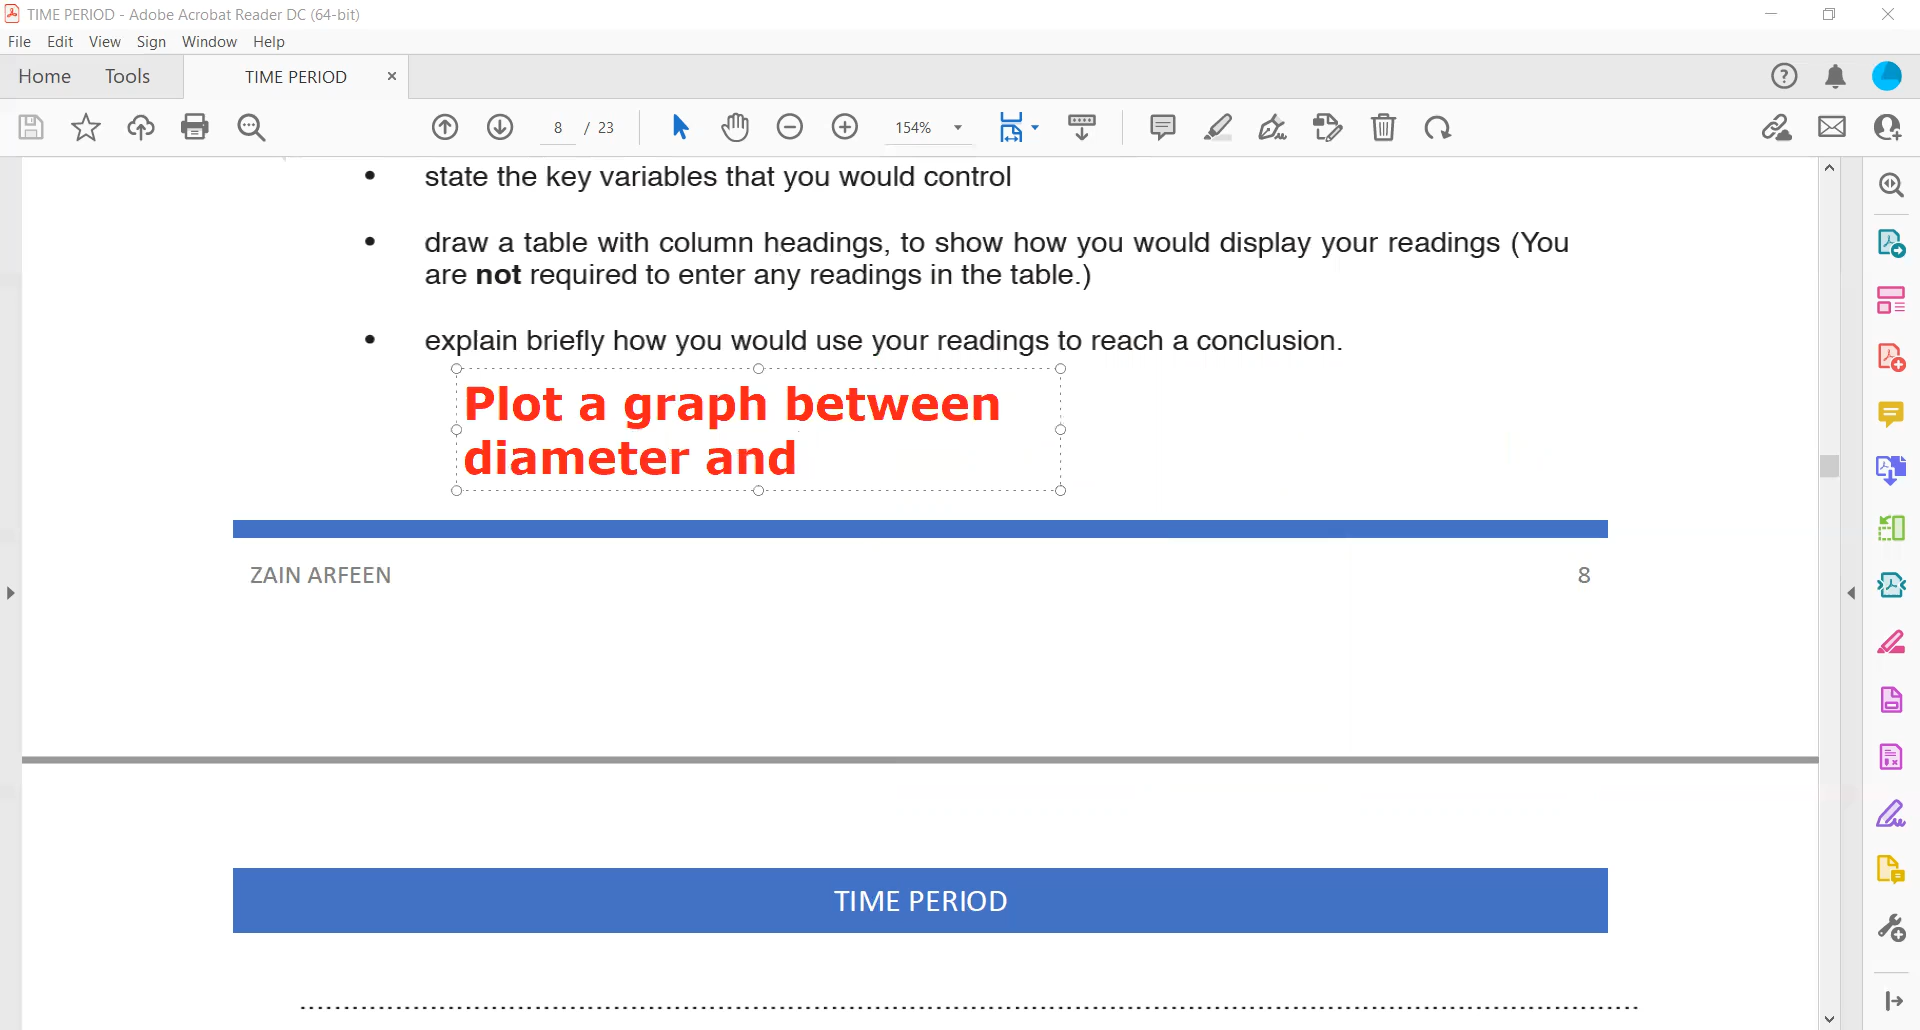 TIME PERIOD - Adobe Acrobat Reader DC (64-bit)
File Edit View Sign Window Help
Home Tools TIME PERIOD ×
8 / 23 154%
• state the key variables that you would control
• draw a table with column headings, to show how you would display your readings (You
are not required to enter any readings in the table.)
• explain briefly how you would use your readings to reach a conclusion.
Plot a graph between
diameter and
ZAIN ARFEEN 8
TIME PERIOD